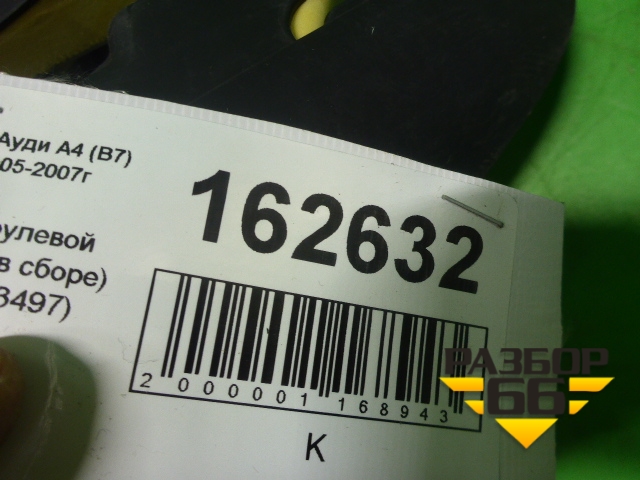 Ауди А4 (В7)
05-2007г
162632
рулевой
в сборе)
3497)
2 000001 168943
К
РАЗБОР
66